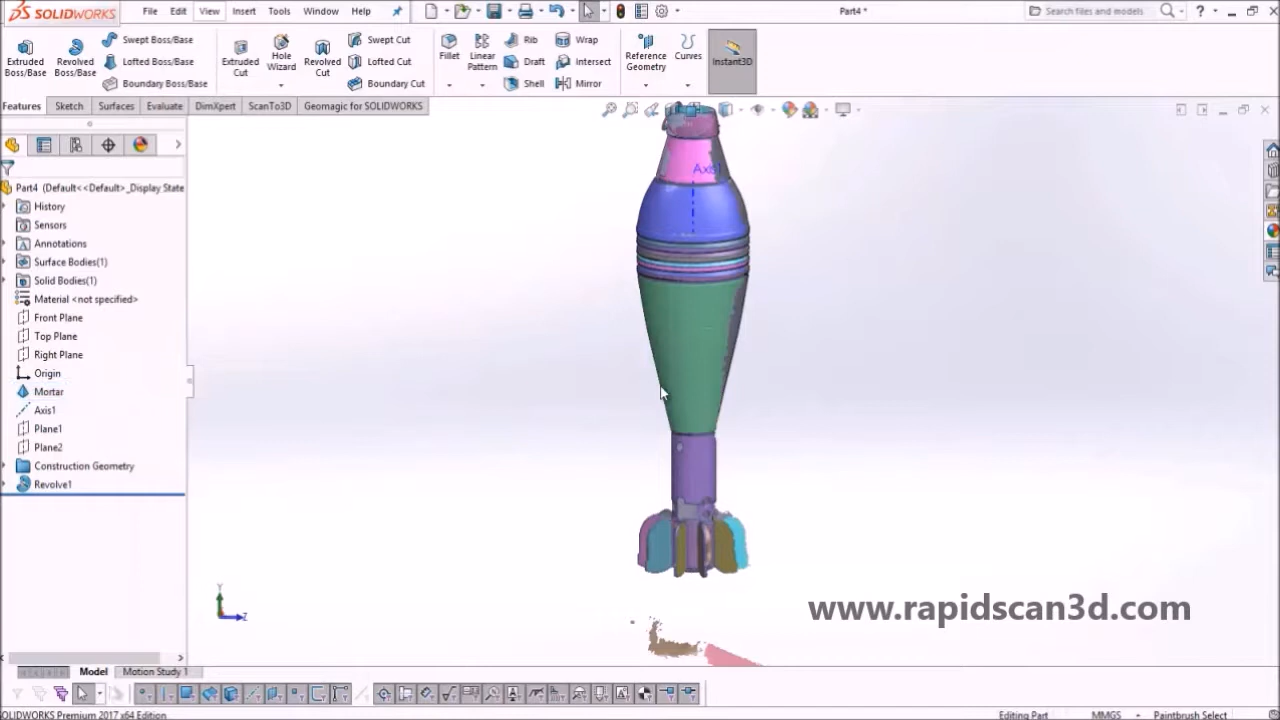 SOLIDWORKS
File Edit View Insert Tools Window Help
Part4 *
Search files and models
Extruded Boss/Base
Revolved Boss/Base
Swept Boss/Base
Lofted Boss/Base
Boundary Boss/Base
Extruded Cut
Hole Wizard
Revolved Cut
Swept Cut
Lofted Cut
Boundary Cut
Fillet
Linear Pattern
Rib
Draft
Shell
Wrap
Intersect
Mirror
Reference Geometry
Curves
Instant3D
Features Sketch Surfaces Evaluate DimXpert ScanTo3D Geomagic for SOLIDWORKS
Part4 (Default<<Default>_Display State
History
Sensors
Annotations
Surface Bodies(1)
Solid Bodies(1)
Material <not specified>
Front Plane
Top Plane
Right Plane
Origin
Mortar
Axis1
Plane1
Plane2
Construction Geometry
Revolve1
Axis1
Y
Z
www.rapidscan3d.com
Model Motion Study 1
OLIDWORKS Premium 2017 x64 Edition
Editing Part MMGS Paintbrush Select